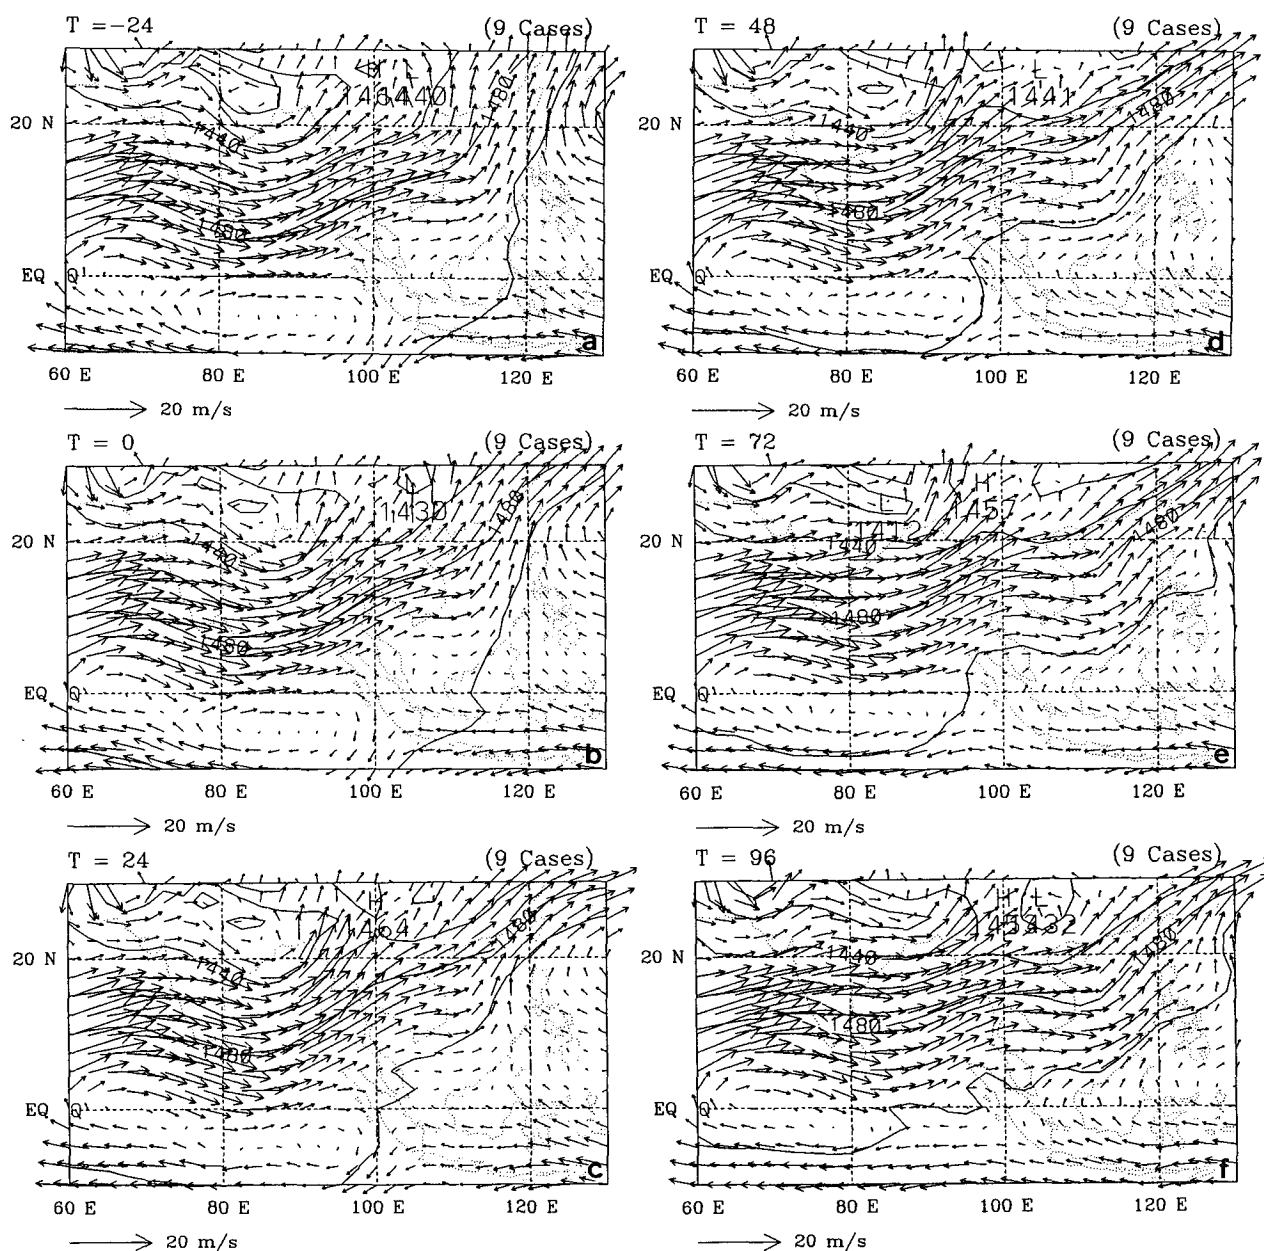 T =-24 (9 Cases)
L
1440
1480
20 N
1440
1480
EQ
a
60 E 80 E 100 E 120 E
20 m/s
T = 48 (9 Cases)
L
1441
1480
20 N
1440
1480
EQ
d
60 E 80 E 100 E 120 E
20 m/s
T = 0 (9 Cases)
L
1430
1480
20 N
1440
1480
EQ
b
60 E 80 E 100 E 120 E
20 m/s
T = 72 (9 Cases)
H
L
1457
1412
1480
20 N
1440
1480
EQ
e
60 E 80 E 100 E 120 E
20 m/s
T = 24 (9 Cases)
H
1464
1480
20 N
1440
1480
EQ
c
60 E 80 E 100 E 120 E
20 m/s
T = 96 (9 Cases)
H L
1480
20 N
1440
1480
EQ
f
60 E 80 E 100 E 120 E
20 m/s